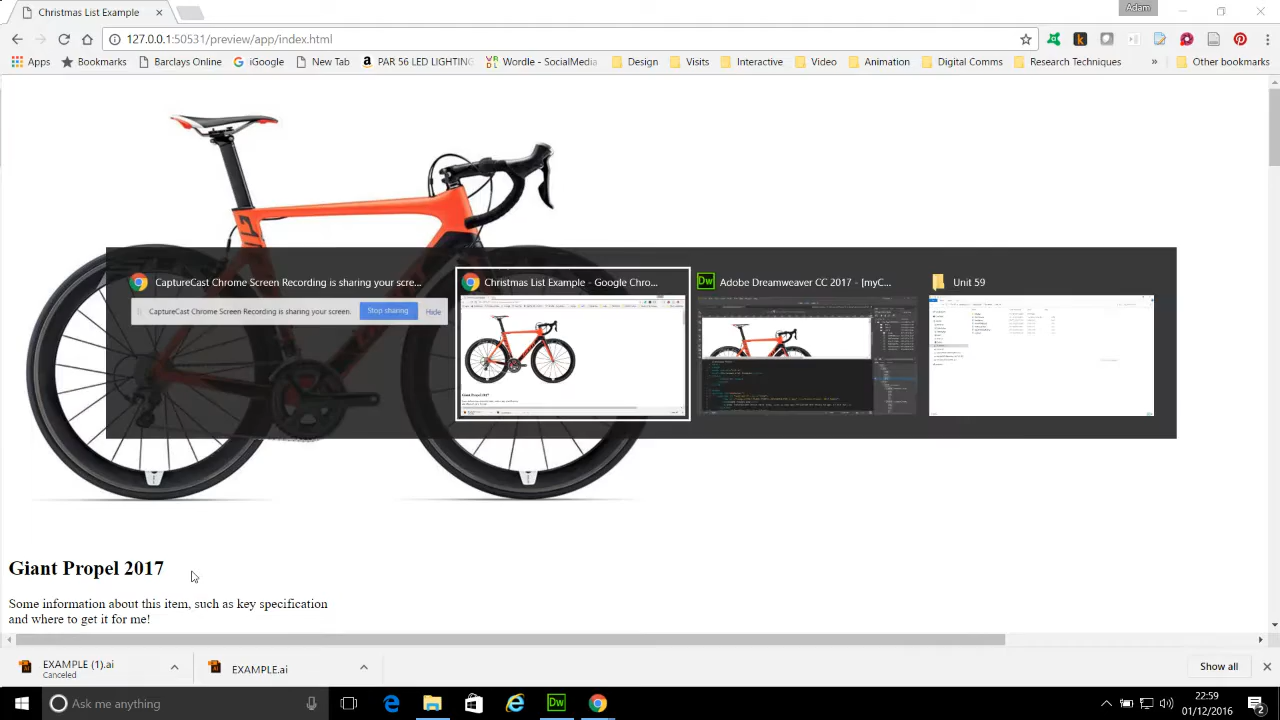 Christmas List Example
Adam
127.0.0.1:50531/preview/app/index.html
Apps
Bookmarks
Barclays Online
iGoogle
New Tab
PAR 56 LED LIGHTING
Wordle - SocialMedia
Design
Visits
Interactive
Video
Animation
Digital Comms
Research Techniques
»
Other bookmarks
CaptureCast Chrome Screen Recording is sharing your scre...
CaptureCast Chrome Screen Recording is sharing your screen.
Stop sharing
Hide
Christmas List Example - Google Chro...
Giant Propel 2017
Adobe Dreamweaver CC 2017 - [myC...
Unit 59
Giant Propel 2017
Some information about this item, such as key specification
and where to get it for me!
EXAMPLE (1).ai
Canceled
EXAMPLE.ai
Show all
Ask me anything
Dw
22:59
01/12/2016
2